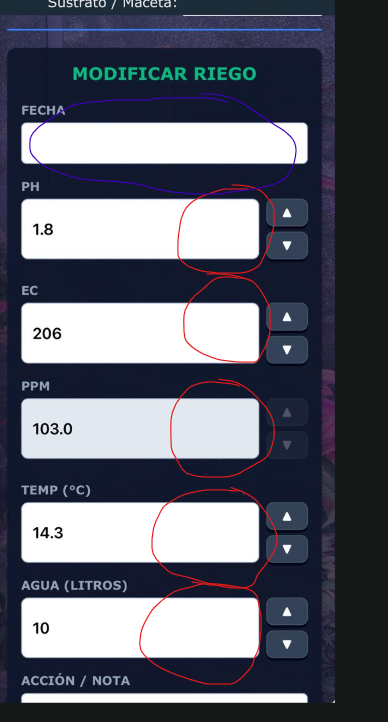 Sustrato / Maceta:
MODIFICAR RIEGO
FECHA
PH
1.8
EC
206
PPM
103.0
TEMP (°C)
14.3
AGUA (LITROS)
10
ACCIÓN / NOTA